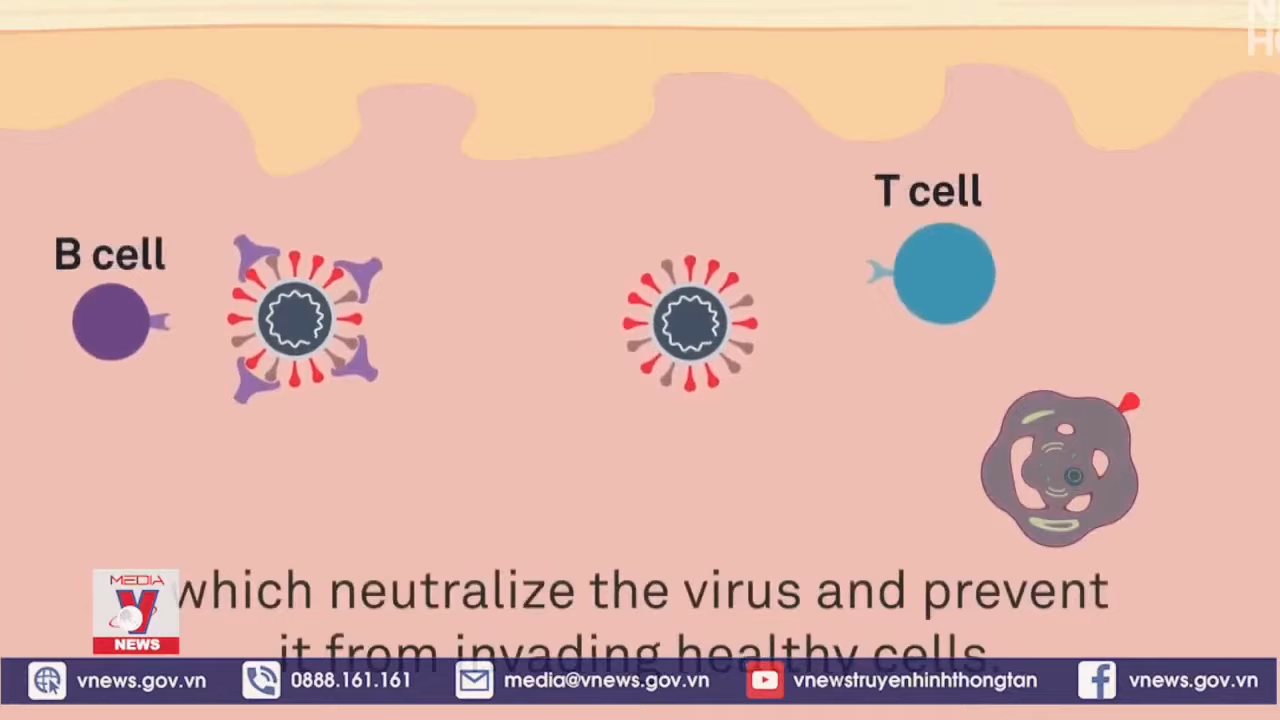 B cell
T cell
which neutralize the virus and prevent
it from invading healthy cells.
MEDIA
V
NEWS
vnews.gov.vn
0888.161.161
media@vnews.gov.vn
vnewstruyenhinhthongtan
vnews.gov.vn